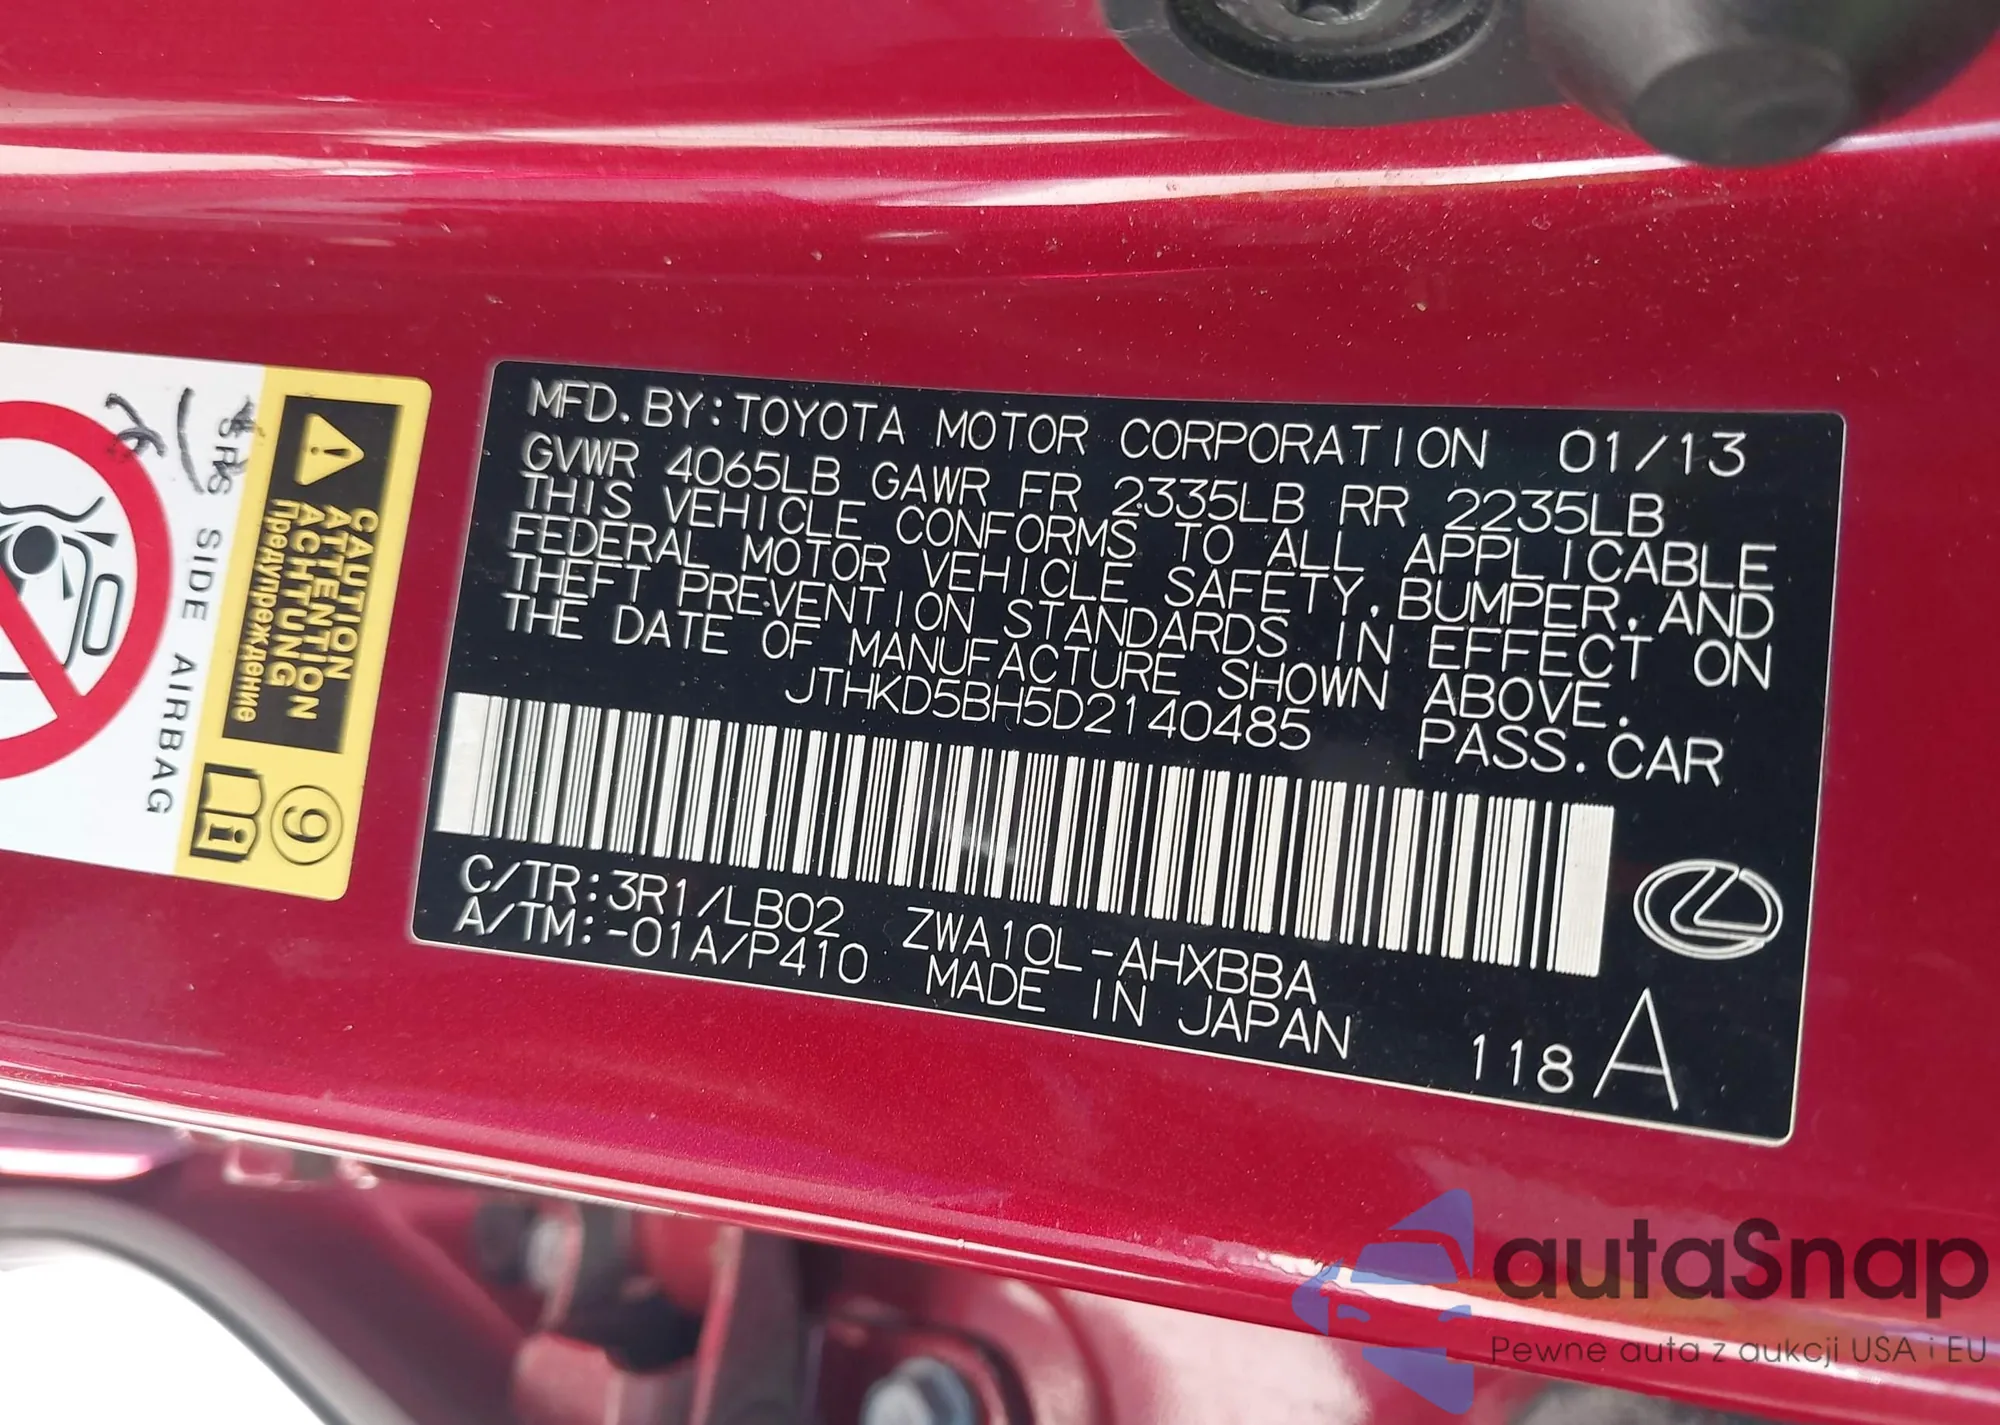 MFD. BY:TOYOTA MOTOR CORPORATION 01/13
GVWR 4065LB GAWR FR 2335LB RR 2235LB
THIS VEHICLE CONFORMS TO ALL APPLICABLE
FEDERAL MOTOR VEHICLE SAFETY, BUMPER, AND
THEFT PREVENTION STANDARDS IN EFFECT ON
THE DATE OF MANUFACTURE SHOWN ABOVE.
JTHKD5BH5D2140485 PASS. CAR
C/TR:3R1/LB02 ZWA10L-AHXBBA
A/TM:-01A/P410 MADE IN JAPAN
118 A
CAUTION
ATTENTION
ACHTUNG
Предупреждение
9
SRS SIDE AIRBAG
autaSnap
Pewne auta z aukcji USA i EU